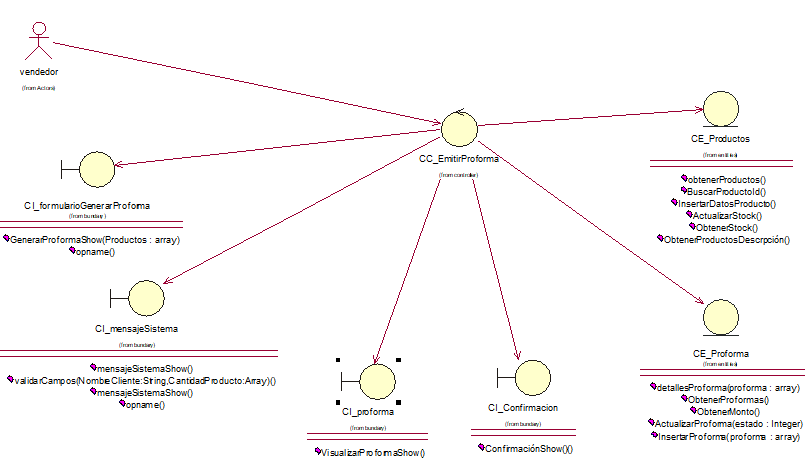 vendedor
(from Actors)
CC_EmitirProforma
(from controller)
CE_Productos
(from entities)
obtenerProductos()
BuscarProductoId()
InsertarDatosProducto()
ActualizarStock()
ObtenerStock()
ObtenerProductosDescrpción()
CI_formularioGenerarProforma
(from bundary)
GenerarProformaShow(Productos : array)
opname()
CI_mensajeSistema
(from bundary)
mensajeSistemaShow()
validarCampos(NombreCliente:String,CantidadProducto:Array)()
mensajeSistemaShow()
opname()
CI_proforma
(from bundary)
VisualizarProformaShow()
CI_Confirmacion
(from bundary)
ConfirmaciónShow()()
CE_Proforma
(from entities)
detallesProforma(proforma : array)
ObtenerProformas()
ObtenerMonto()
ActualizarProforma(estado : Integer)
InsertarProforma(proforma : array)